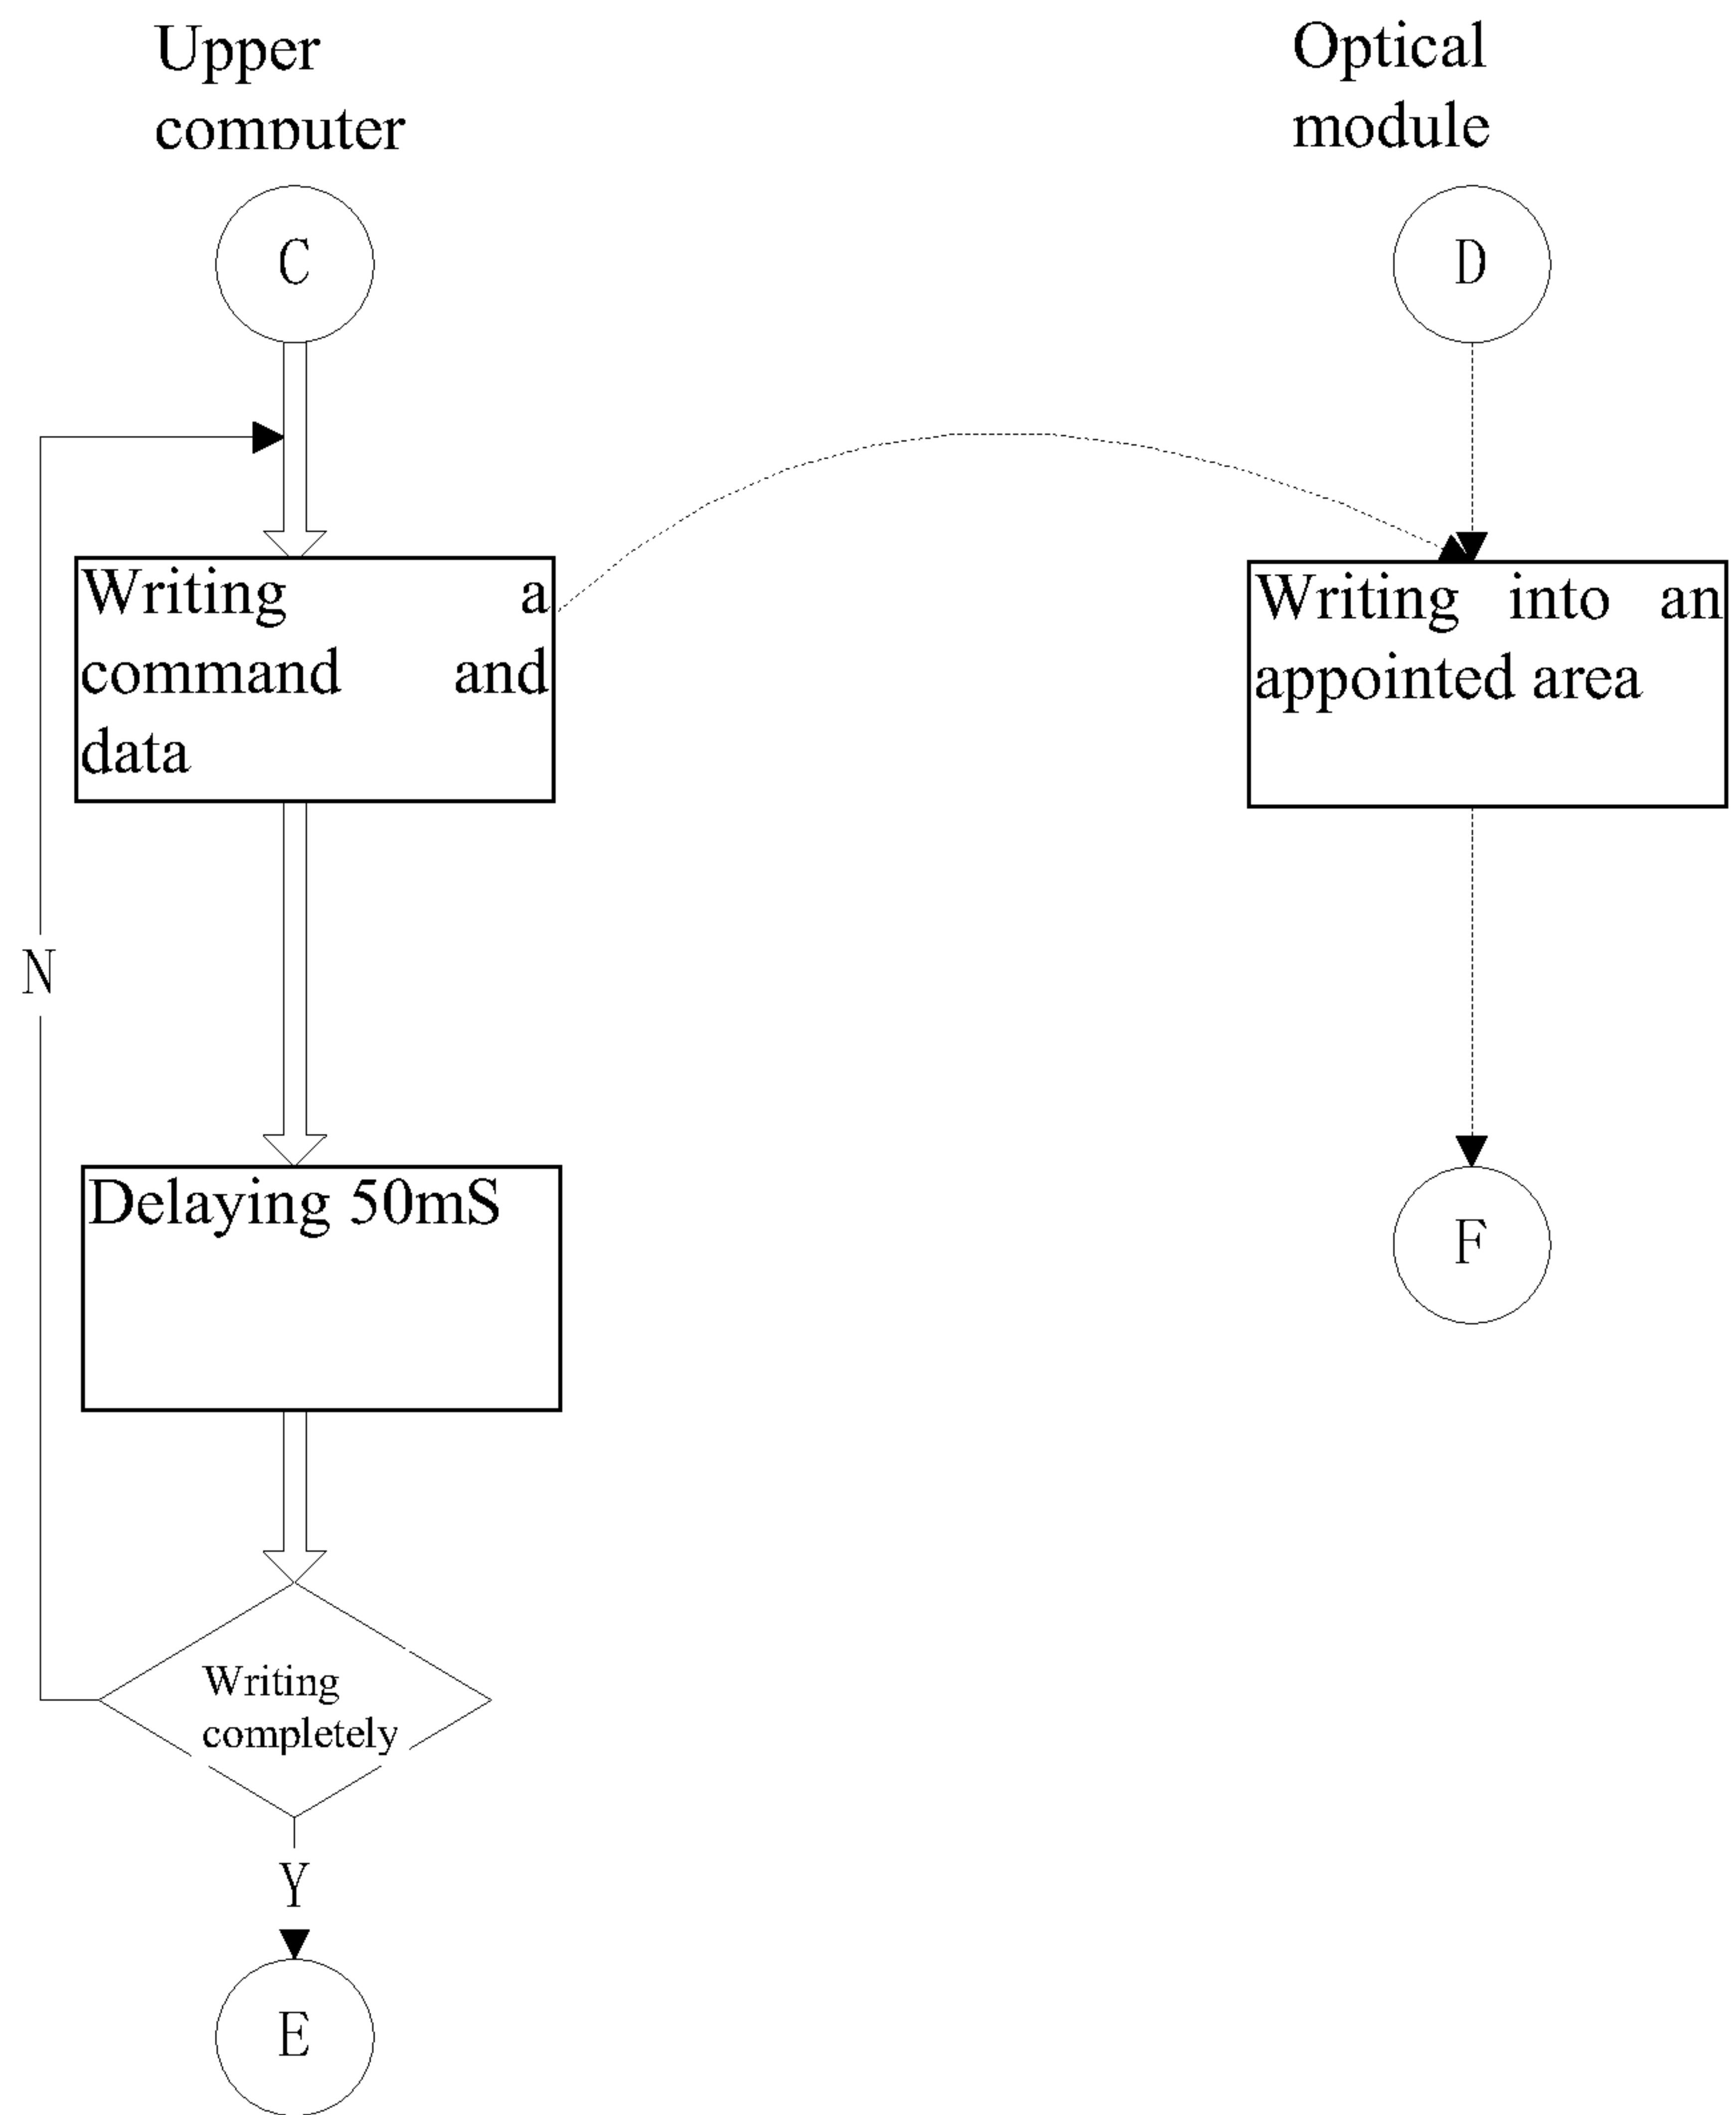 Upper
computer
Optical
module
C
D
Writing a
command and
data
Writing into an
appointed area
N
Delaying 50mS
F
Writing
completely
Y
E